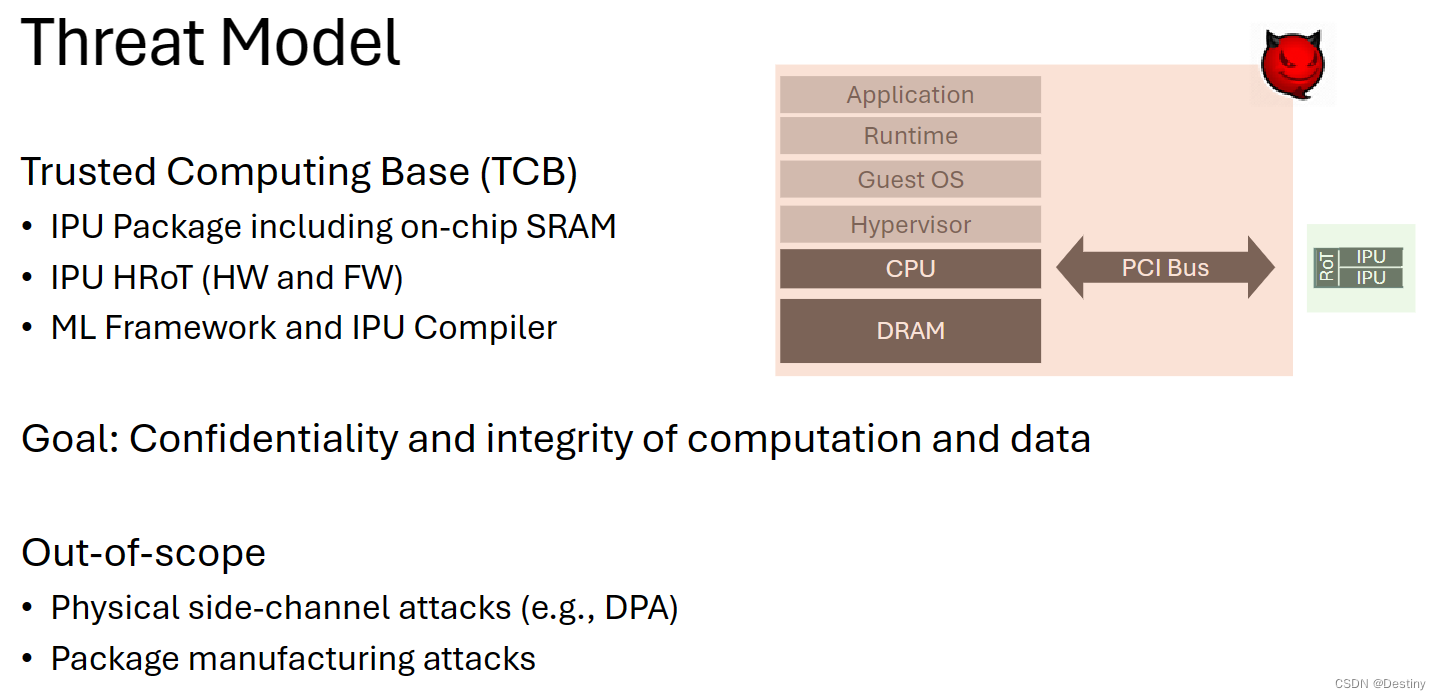 Threat Model
Trusted Computing Base (TCB)
• IPU Package including on-chip SRAM
• IPU HRoT (HW and FW)
• ML Framework and IPU Compiler
Application
Runtime
Guest OS
Hypervisor
CPU
DRAM
PCI Bus
RoT
IPU
IPU
Goal: Confidentiality and integrity of computation and data
Out-of-scope
• Physical side-channel attacks (e.g., DPA)
• Package manufacturing attacks
CSDN @Destiny